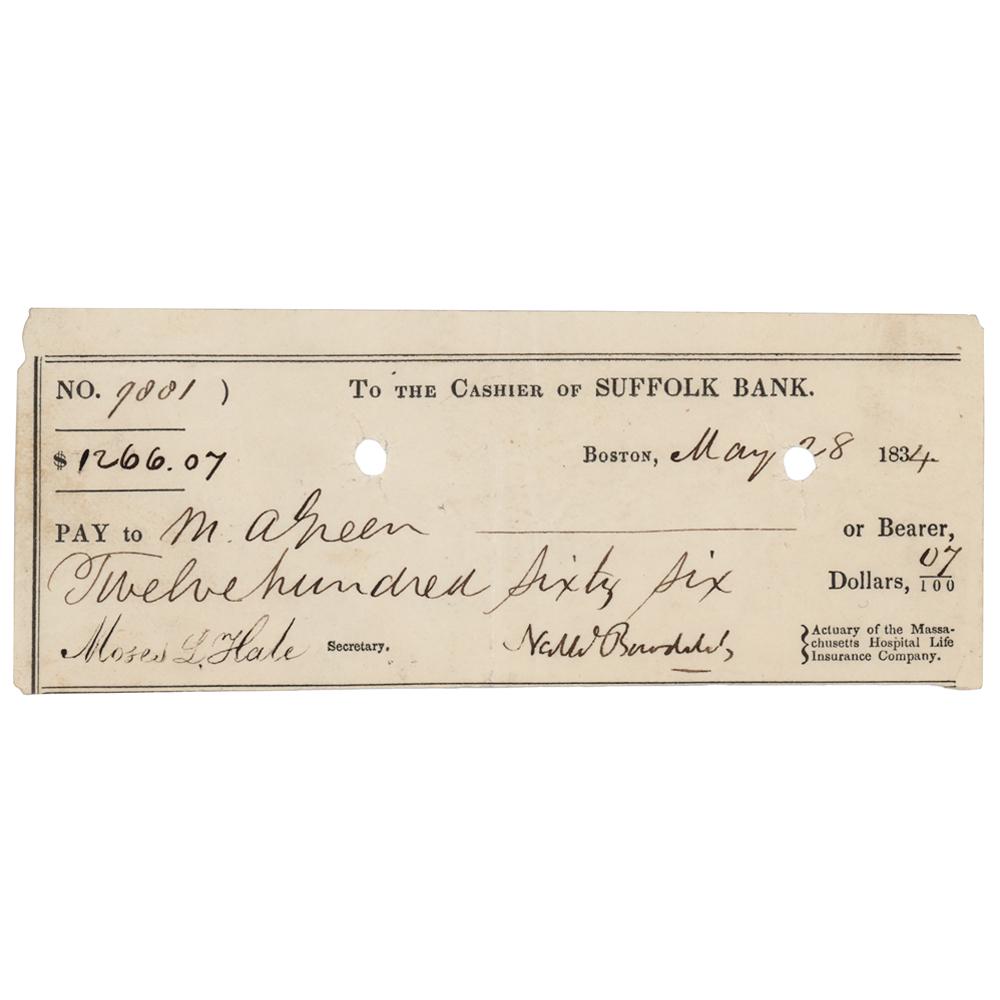 NO. 9881 ) TO THE CASHIER OF SUFFOLK BANK.
$1266.07 BOSTON, May 28 1834
PAY to M. A Green or Bearer,
Twelve hundred sixty six Dollars, 07/100
Moses L. Hale Secretary. Nathl Bowditch, Actuary of the Massa-
chusetts Hospital Life
Insurance Company.